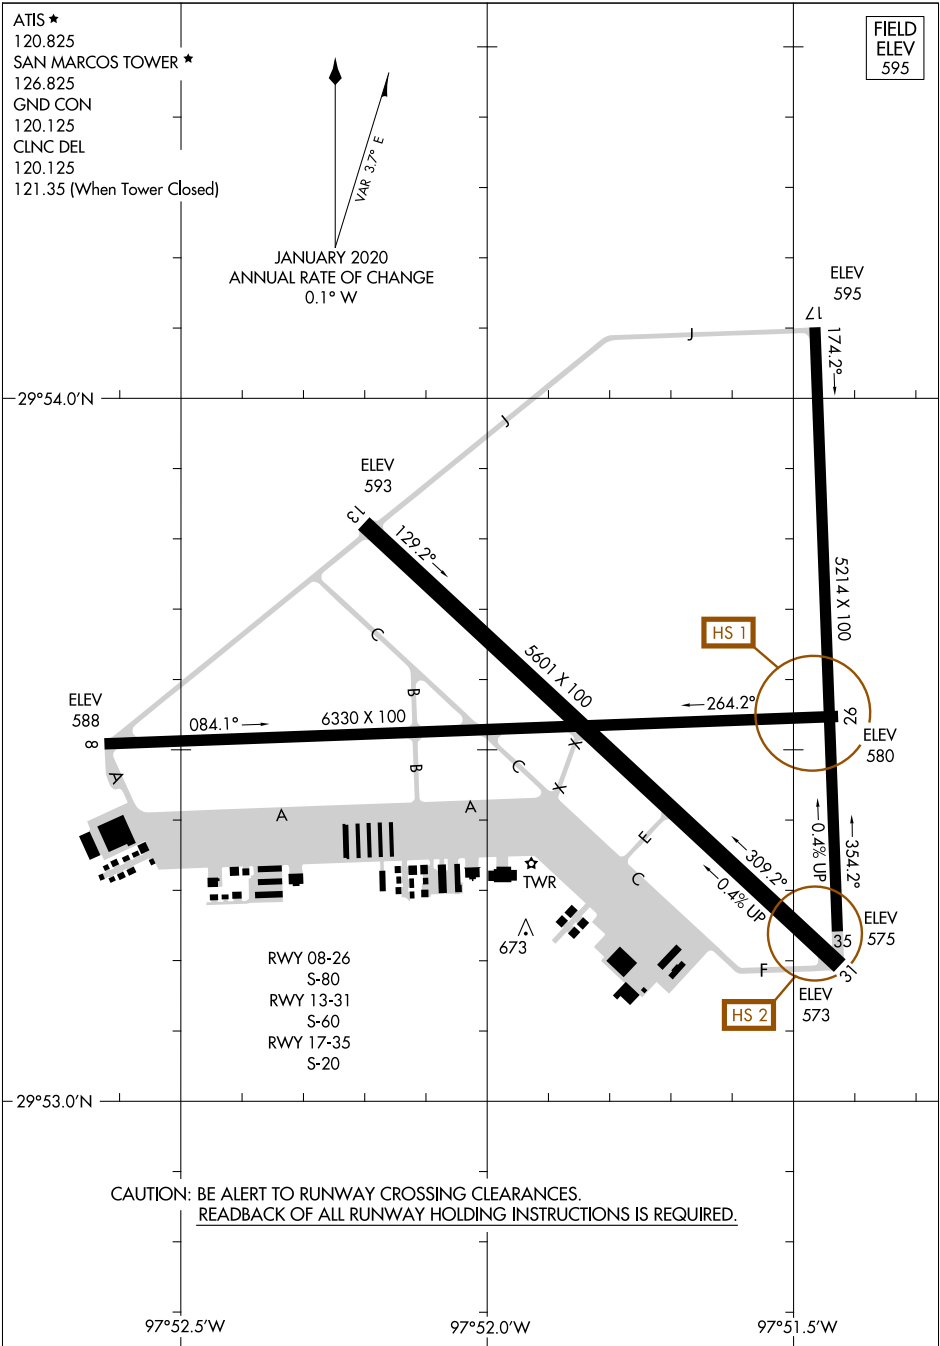 ATIS ★
120.825
SAN MARCOS TOWER ★
126.825
GND CON
120.125
CLNC DEL
120.125
121.35 (When Tower Closed)
FIELD
ELEV
595
VAR 3.7° E
JANUARY 2020
ANNUAL RATE OF CHANGE
0.1° W
ELEV
595
17
174.2°
J
29°54.0'N
J
ELEV
593
13
129.2°
5214 X 100
HS 1
C
5601 X 100
B
ELEV
588
8
084.1°
6330 X 100
264.2°
26
ELEV
580
X
B
C
A
X
A
A
E
0.4% UP
354.2°
309.2°
0.4% UP
C
TWR
673
35
ELEV
575
31
F
ELEV
573
HS 2
RWY 08-26
S-80
RWY 13-31
S-60
RWY 17-35
S-20
29°53.0'N
CAUTION: BE ALERT TO RUNWAY CROSSING CLEARANCES.
READBACK OF ALL RUNWAY HOLDING INSTRUCTIONS IS REQUIRED.
97°52.5'W
97°52.0'W
97°51.5'W